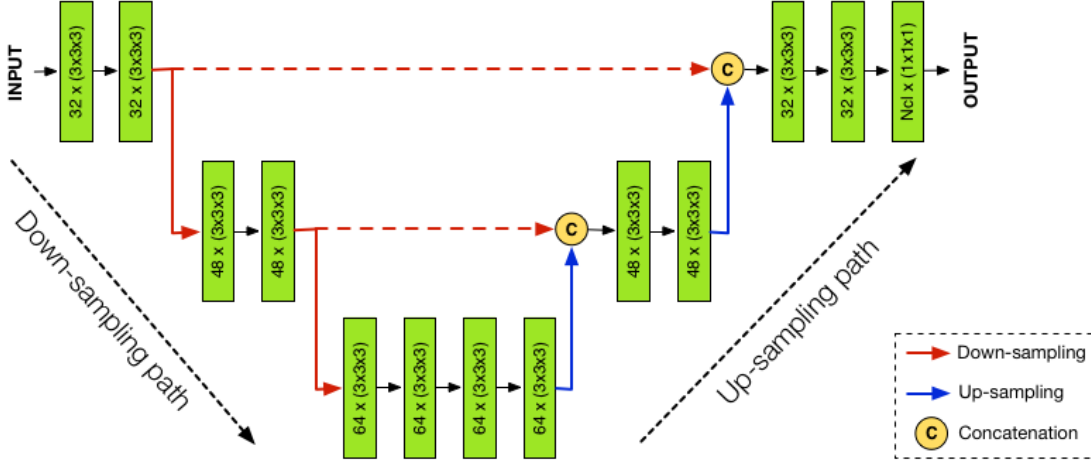 INPUT
32 x (3x3x3)
32 x (3x3x3)
C
32 x (3x3x3)
32 x (3x3x3)
Ncl x (1x1x1)
OUTPUT
48 x (3x3x3)
48 x (3x3x3)
C
48 x (3x3x3)
48 x (3x3x3)
Down-sampling path
64 x (3x3x3)
64 x (3x3x3)
64 x (3x3x3)
64 x (3x3x3)
Up-sampling path
Down-sampling
Up-sampling
C Concatenation